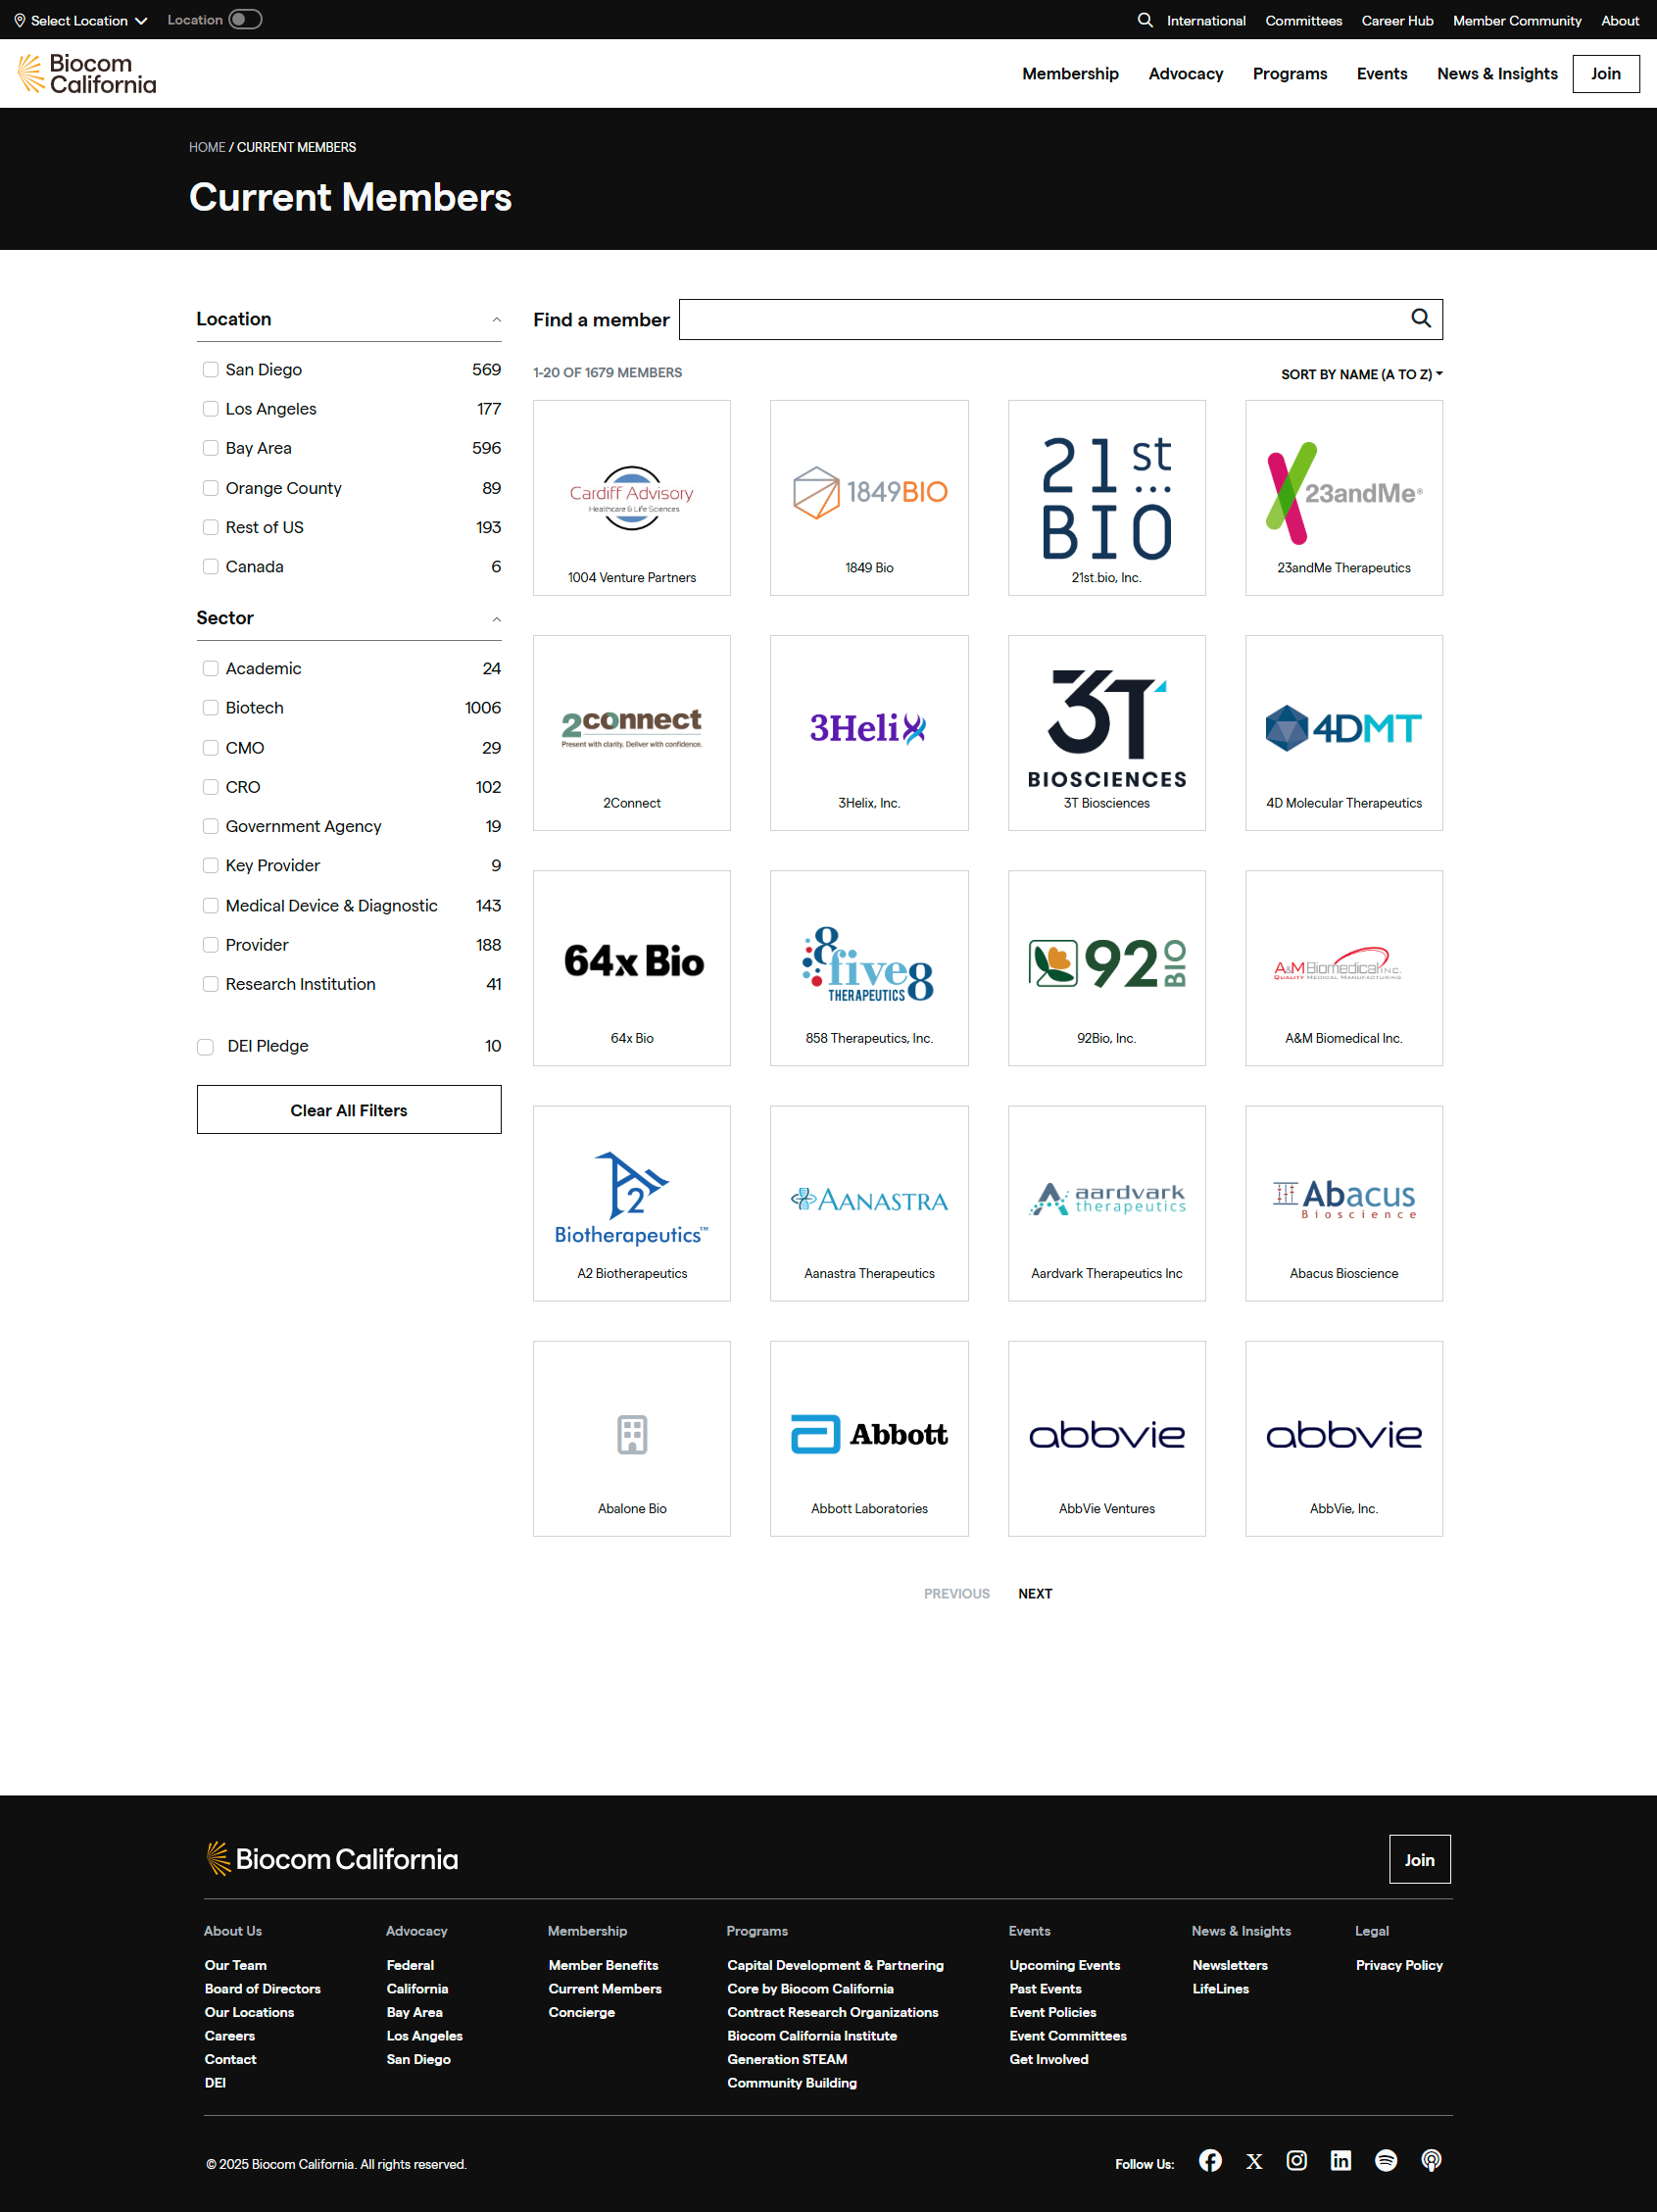 Select Location
Location
International
Committees
Career Hub
Member Community
About
Biocom
California
Membership
Advocacy
Programs
Events
News & Insights
Join
HOME / CURRENT MEMBERS
Current Members
Location
San Diego 569
Los Angeles 177
Bay Area 596
Orange County 89
Rest of US 193
Canada 6
Sector
Academic 24
Biotech 1006
CMO 29
CRO 102
Government Agency 19
Key Provider 9
Medical Device & Diagnostic 143
Provider 188
Research Institution 41
DEI Pledge 10
Clear All Filters
Find a member
1-20 OF 1679 MEMBERS
SORT BY NAME (A TO Z)
Cardiff Advisory
Healthcare & Life Sciences
1004 Venture Partners
1849BIO
1849 Bio
21st
BIO
21st.bio, Inc.
23andMe®
23andMe Therapeutics
2connect
Present with clarity. Deliver with confidence.
2Connect
3Helix
3Helix, Inc.
3T
BIOSCIENCES
3T Biosciences
4DMT
4D Molecular Therapeutics
64x Bio
64x Bio
8five8
THERAPEUTICS
858 Therapeutics, Inc.
92BIO
92Bio, Inc.
A&M Biomedical INC.
QUALITY MEDICAL MANUFACTURING
A&M Biomedical Inc.
A2
Biotherapeutics™
A2 Biotherapeutics
AANASTRA
Aanastra Therapeutics
aardvark
therapeutics
Aardvark Therapeutics Inc
Abacus
Bioscience
Abacus Bioscience
Abalone Bio
Abbott
Abbott Laboratories
abbvie
AbbVie Ventures
abbvie
AbbVie, Inc.
PREVIOUS
NEXT
Biocom California
Join
About Us
Our Team
Board of Directors
Our Locations
Careers
Contact
DEI
Advocacy
Federal
California
Bay Area
Los Angeles
San Diego
Membership
Member Benefits
Current Members
Concierge
Programs
Capital Development & Partnering
Core by Biocom California
Contract Research Organizations
Biocom California Institute
Generation STEAM
Community Building
Events
Upcoming Events
Past Events
Event Policies
Event Committees
Get Involved
News & Insights
Newsletters
LifeLines
Legal
Privacy Policy
© 2025 Biocom California. All rights reserved.
Follow Us: